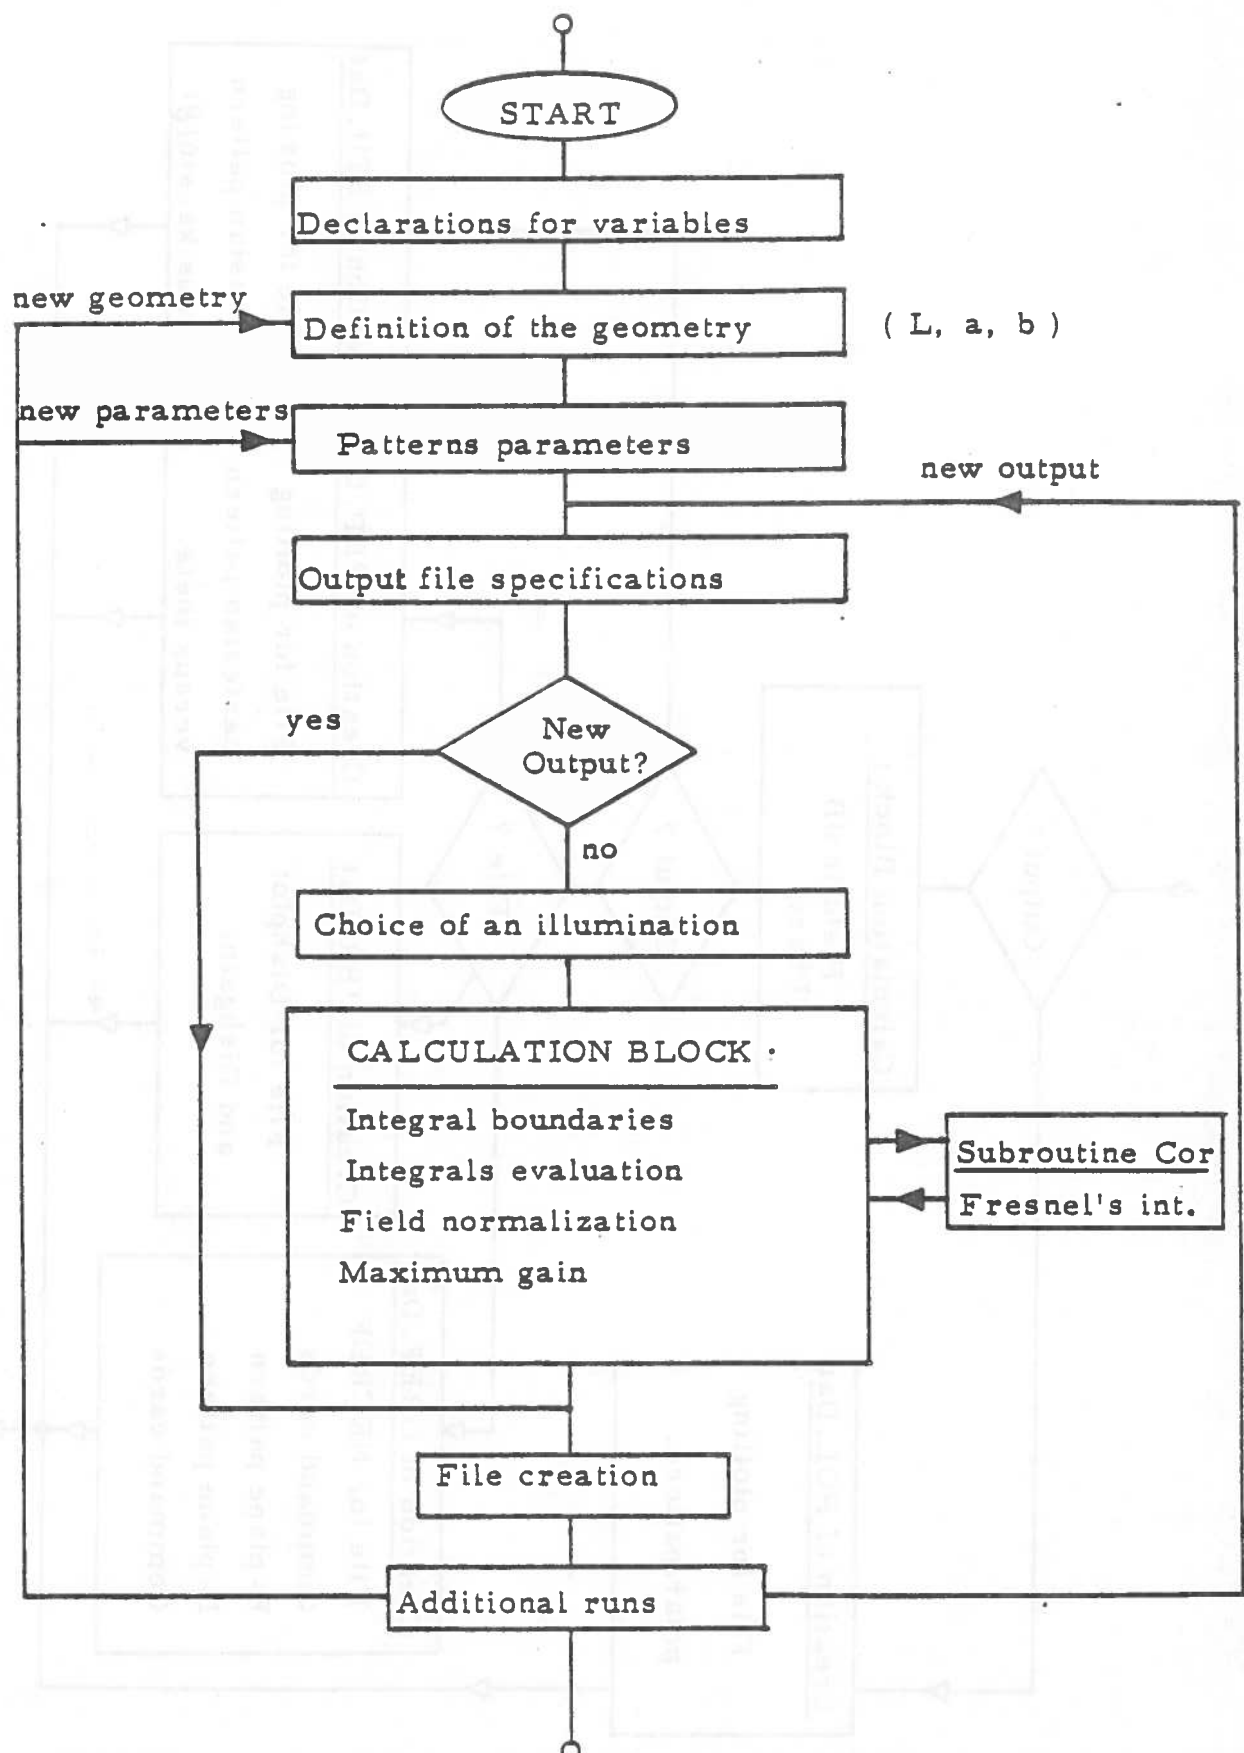 START
Declarations for variables
new geometry
Definition of the geometry
( L, a, b )
new parameters
Patterns parameters
new output
Output file specifications
yes
New
Output?
no
Choice of an illumination
CALCULATION BLOCK
Integral boundaries
Integrals evaluation
Field normalization
Maximum gain
Subroutine Cor
Fresnel's int.
File creation
Additional runs